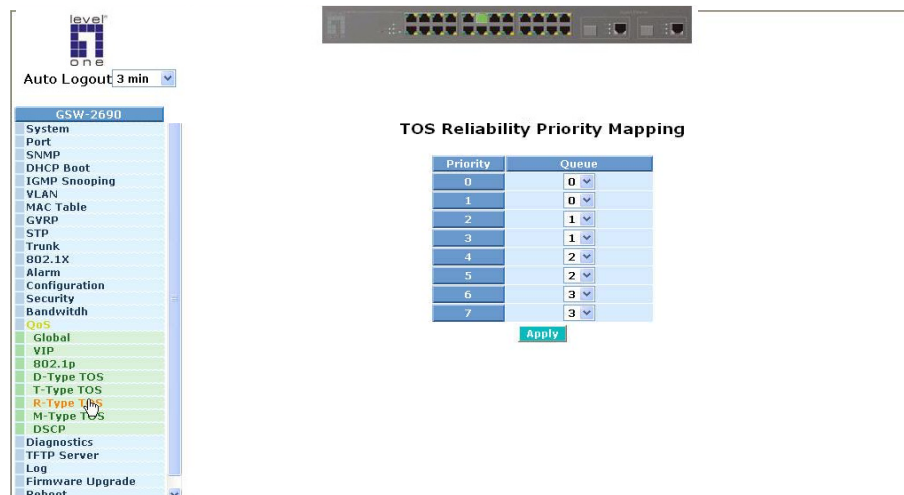 level
one
Auto Logout 3 min
GSW-2690
System
Port
SNMP
DHCP Boot
IGMP Snooping
VLAN
MAC Table
GVRP
STP
Trunk
802.1X
Alarm
Configuration
Security
Bandwitdh
QoS
Global
VIP
802.1p
D-Type TOS
T-Type TOS
R-Type TOS
M-Type TOS
DSCP
Diagnostics
TFTP Server
Log
Firmware Upgrade
Reboot
TOS Reliability Priority Mapping
Priority Queue
0 0
1 0
2 1
3 1
4 2
5 2
6 3
7 3
Apply